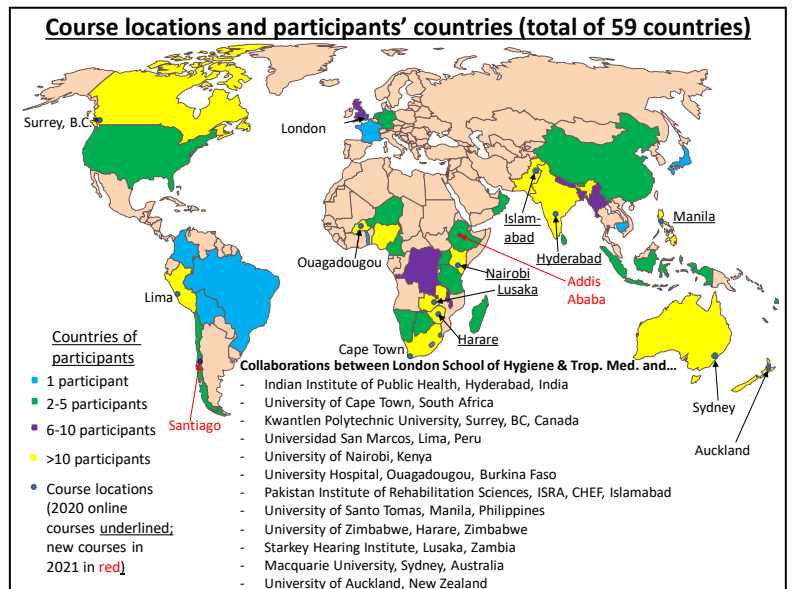 Course locations and participants' countries (total of 59 countries)
Surrey, B.C.
London
Islam-
abad
Manila
Hyderabad
Ouagadougou
Nairobi
Addis
Ababa
Lusaka
Lima
Harare
Cape Town
Sydney
Auckland
Santiago
Countries of
participants
1 participant
2-5 participants
6-10 participants
>10 participants
Course locations
(2020 online
courses underlined;
new courses in
2021 in red)
Collaborations between London School of Hygiene & Trop. Med. and…
- Indian Institute of Public Health, Hyderabad, India
- University of Cape Town, South Africa
- Kwantlen Polytechnic University, Surrey, BC, Canada
- Universidad San Marcos, Lima, Peru
- University of Nairobi, Kenya
- University Hospital, Ouagadougou, Burkina Faso
- Pakistan Institute of Rehabilitation Sciences, ISRA, CHEF, Islamabad
- University of Santo Tomas, Manila, Philippines
- University of Zimbabwe, Harare, Zimbabwe
- Starkey Hearing Institute, Lusaka, Zambia
- Macquarie University, Sydney, Australia
- University of Auckland, New Zealand